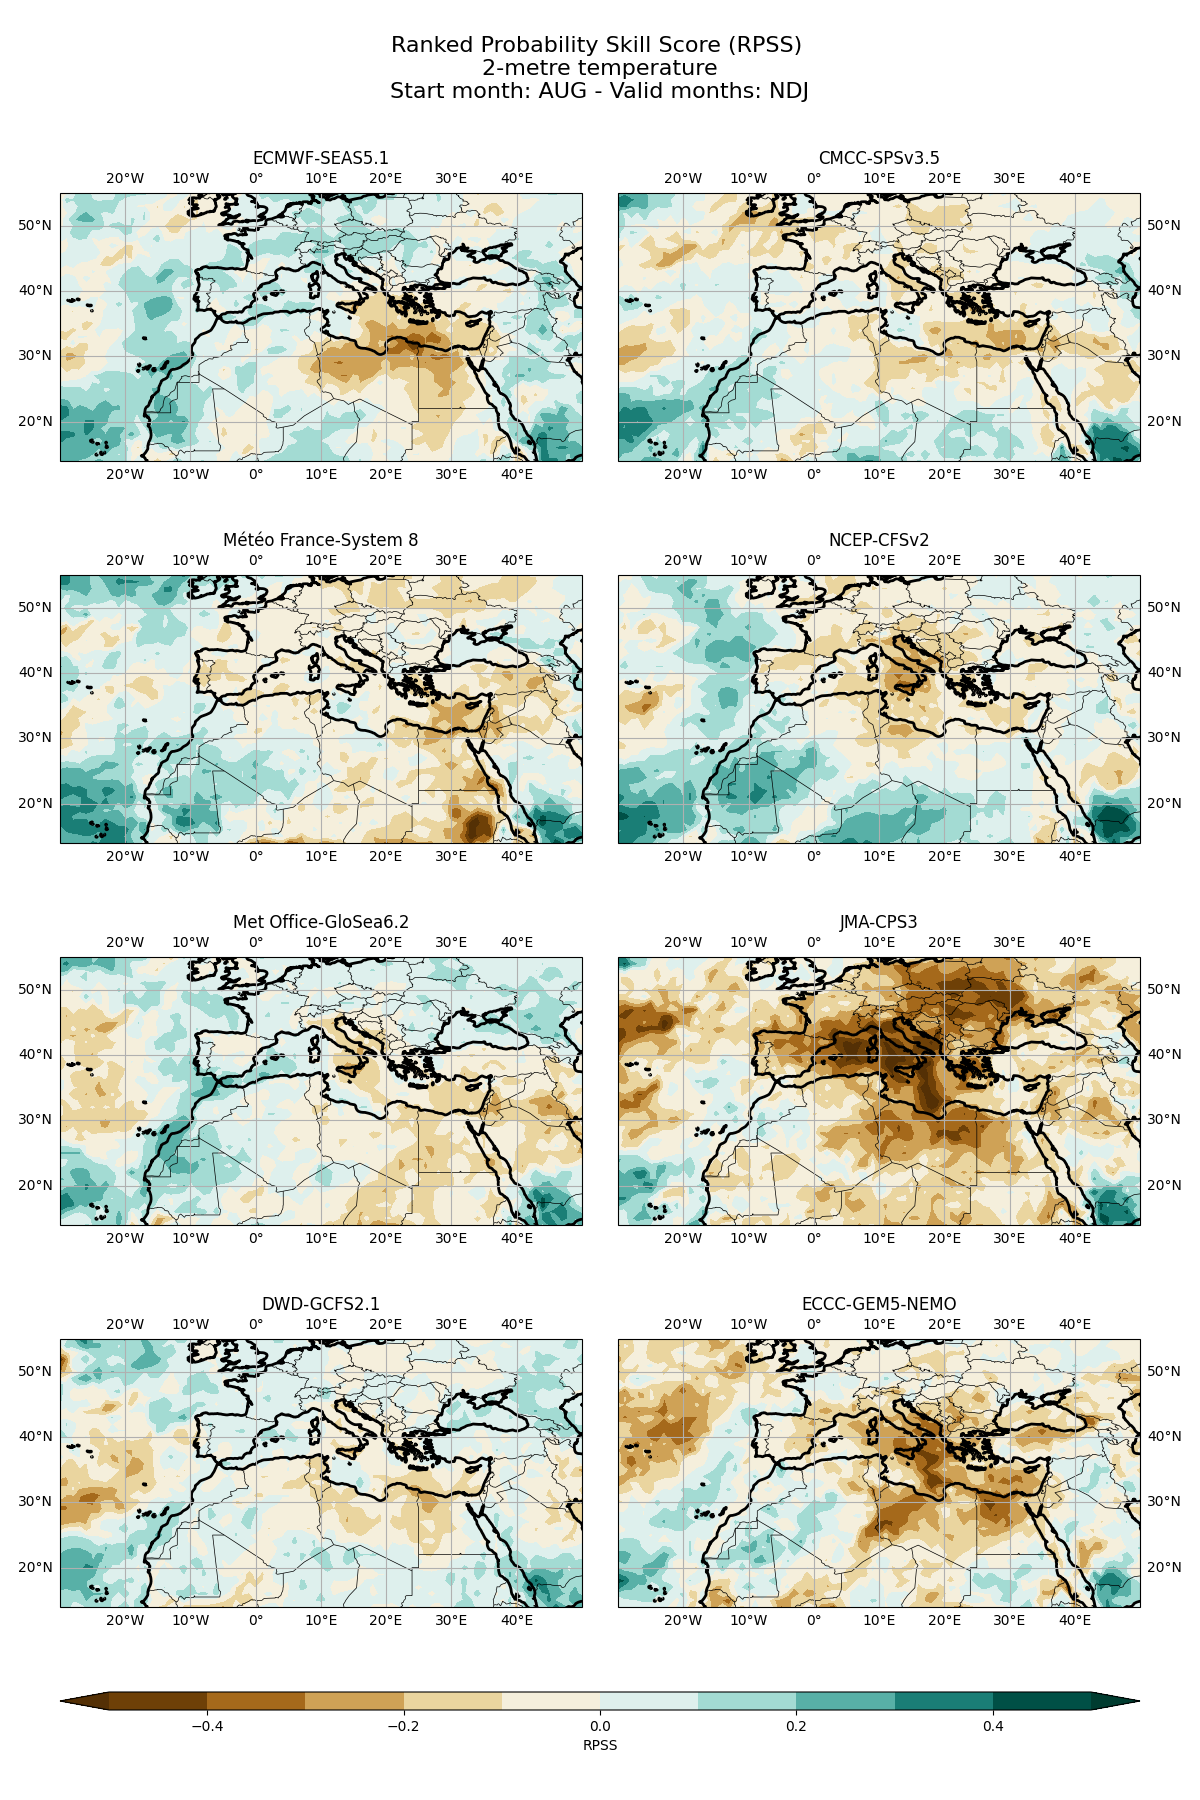 Ranked Probability Skill Score (RPSS)
2-metre temperature
Start month: AUG - Valid months: NDJ
ECMWF-SEAS5.1
20°W 10°W 0° 10°E 20°E 30°E 40°E
50°N
40°N
30°N
20°N
20°W 10°W 0° 10°E 20°E 30°E 40°E
CMCC-SPSv3.5
20°W 10°W 0° 10°E 20°E 30°E 40°E
50°N
40°N
30°N
20°N
20°W 10°W 0° 10°E 20°E 30°E 40°E
Météo France-System 8
20°W 10°W 0° 10°E 20°E 30°E 40°E
50°N
40°N
30°N
20°N
20°W 10°W 0° 10°E 20°E 30°E 40°E
NCEP-CFSv2
20°W 10°W 0° 10°E 20°E 30°E 40°E
50°N
40°N
30°N
20°N
20°W 10°W 0° 10°E 20°E 30°E 40°E
Met Office-GloSea6.2
20°W 10°W 0° 10°E 20°E 30°E 40°E
50°N
40°N
30°N
20°N
20°W 10°W 0° 10°E 20°E 30°E 40°E
JMA-CPS3
20°W 10°W 0° 10°E 20°E 30°E 40°E
50°N
40°N
30°N
20°N
20°W 10°W 0° 10°E 20°E 30°E 40°E
DWD-GCFS2.1
20°W 10°W 0° 10°E 20°E 30°E 40°E
50°N
40°N
30°N
20°N
20°W 10°W 0° 10°E 20°E 30°E 40°E
ECCC-GEM5-NEMO
20°W 10°W 0° 10°E 20°E 30°E 40°E
50°N
40°N
30°N
20°N
20°W 10°W 0° 10°E 20°E 30°E 40°E
−0.4 −0.2 0.0 0.2 0.4
RPSS